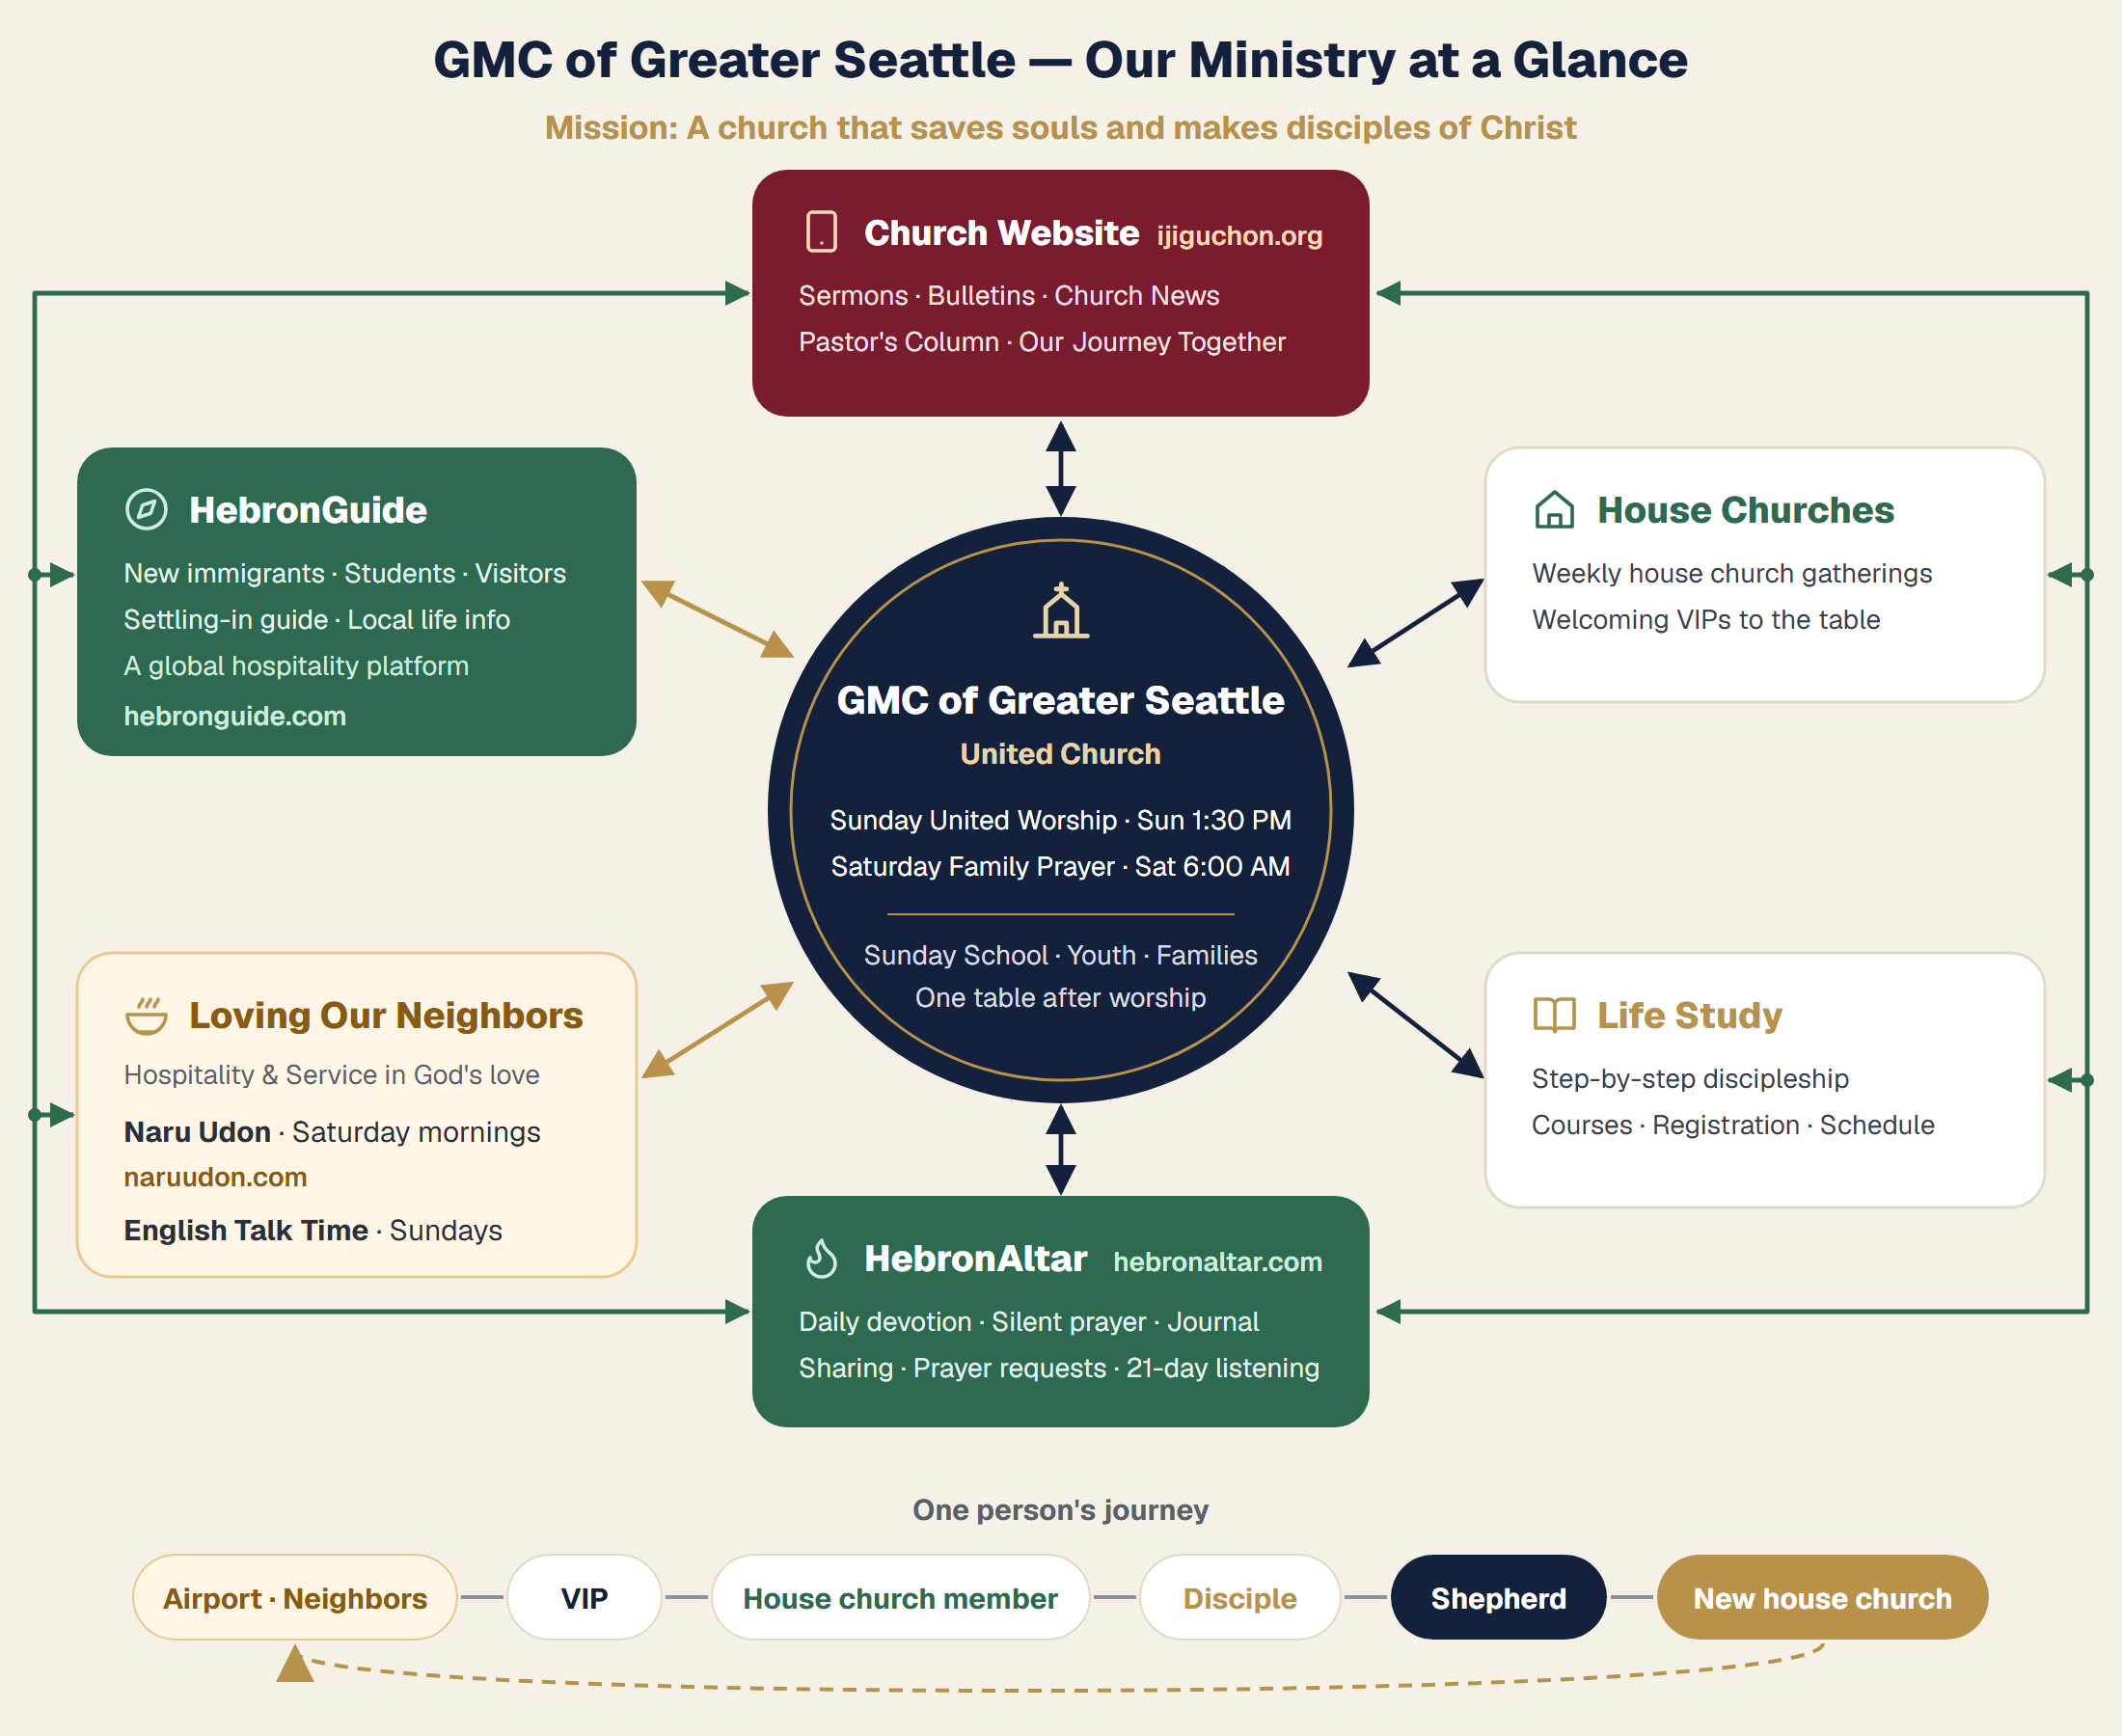 GMC of Greater Seattle — Our Ministry at a Glance
Mission: A church that saves souls and makes disciples of Christ
Church Website ijiguchon.org
Sermons · Bulletins · Church News
Pastor's Column · Our Journey Together
HebronGuide
New immigrants · Students · Visitors
Settling-in guide · Local life info
A global hospitality platform
hebronguide.com
House Churches
Weekly house church gatherings
Welcoming VIPs to the table
GMC of Greater Seattle
United Church
Sunday United Worship · Sun 1:30 PM
Saturday Family Prayer · Sat 6:00 AM
Sunday School · Youth · Families
One table after worship
Loving Our Neighbors
Hospitality & Service in God's love
Naru Udon · Saturday mornings
naruudon.com
English Talk Time · Sundays
Life Study
Step-by-step discipleship
Courses · Registration · Schedule
HebronAltar hebronaltar.com
Daily devotion · Silent prayer · Journal
Sharing · Prayer requests · 21-day listening
One person's journey
Airport · Neighbors
VIP
House church member
Disciple
Shepherd
New house church